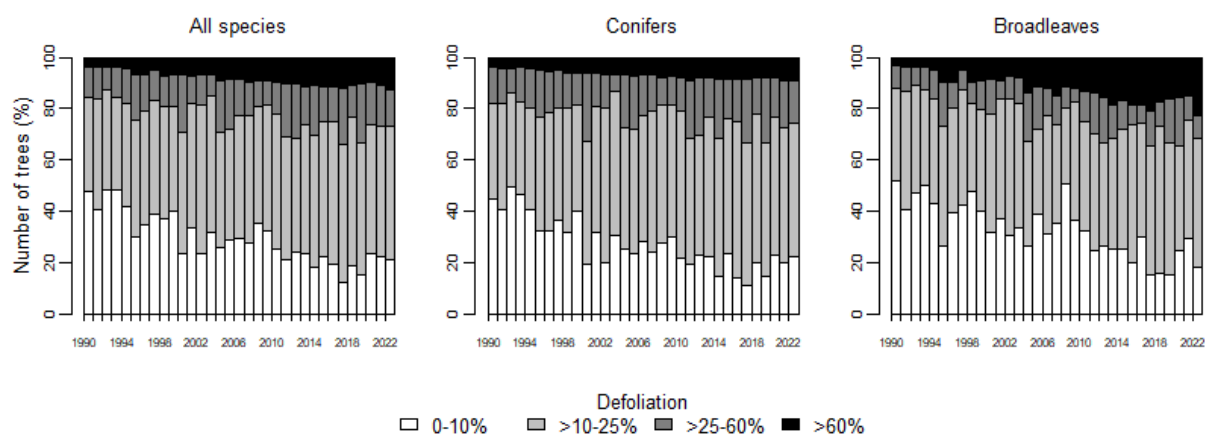 All species
Conifers
Broadleaves
Number of trees (%)
0 20 40 60 80 100
0 20 40 60 80 100
0 20 40 60 80 100
1990 1994 1998 2002 2006 2010 2014 2018 2022
1990 1994 1998 2002 2006 2010 2014 2018 2022
1990 1994 1998 2002 2006 2010 2014 2018 2022
Defoliation
0-10% >10-25% >25-60% >60%